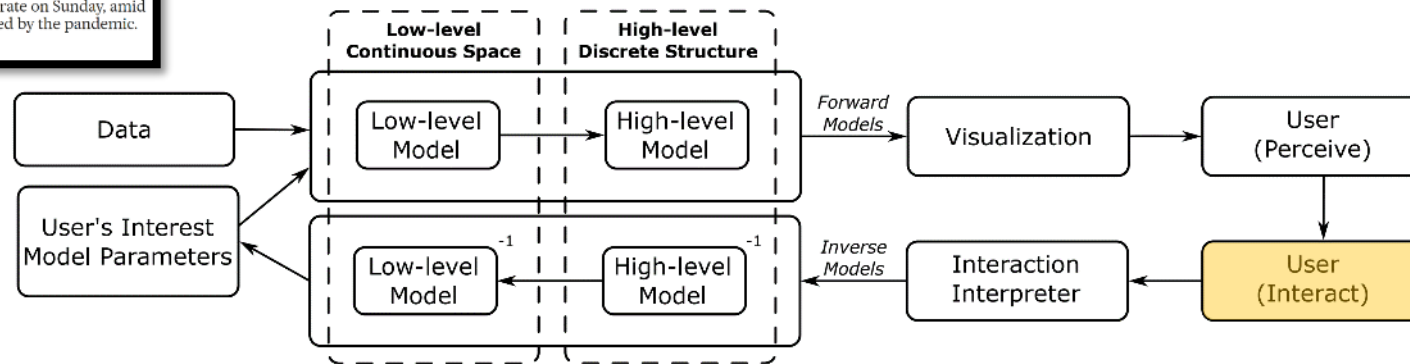 rate on Sunday, amid
ed by the pandemic.
Low-level
Continuous Space
High-level
Discrete Structure
Data
Low-level
Model
High-level
Model
Forward
Models
Visualization
User
(Perceive)
User's Interest
Model Parameters
Low-level
Model
-1
High-level
Model
-1
Inverse
Models
Interaction
Interpreter
User
(Interact)